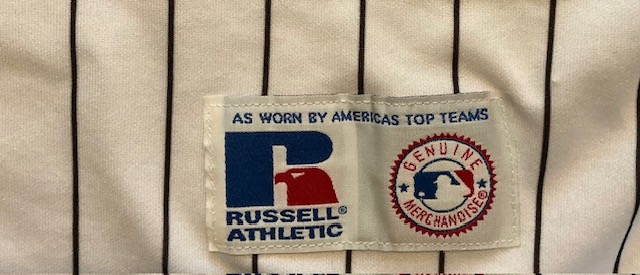 AS WORN BY AMERICAS TOP TEAMS
R
RUSSELL®
ATHLETIC
GENUINE
MERCHANDISE®